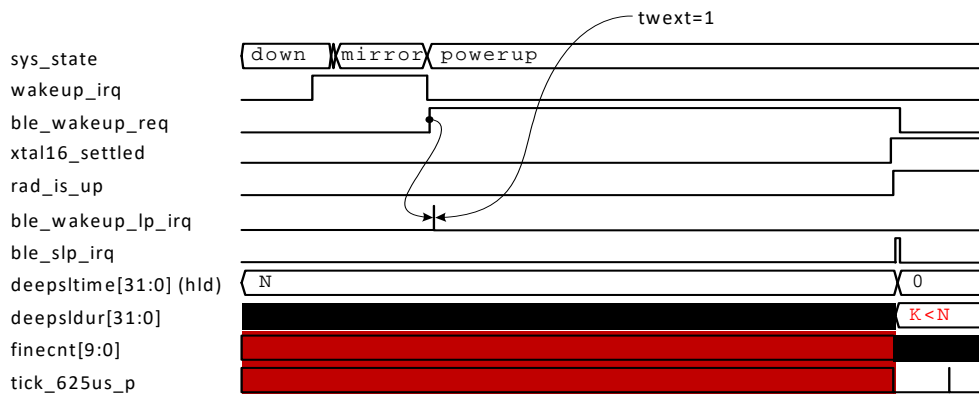 twext=1
sys_state down mirror powerup
wakeup_irq
ble_wakeup_req
xtal16_settled
rad_is_up
ble_wakeup_lp_irq
ble_slp_irq
deepsltime[31:0] (hld) N 0
deepsldur[31:0] K<N
finecnt[9:0]
tick_625us_p